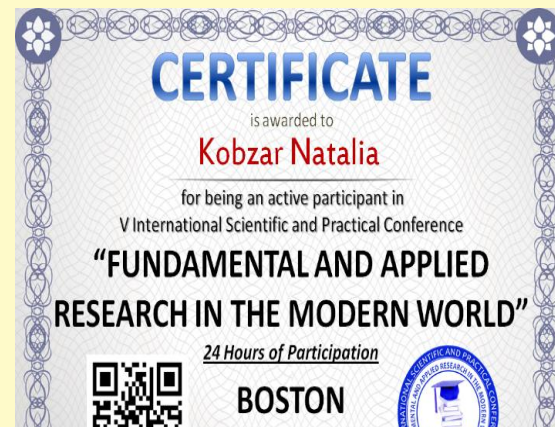 CERTIFICATE
is awarded to
Kobzar Natalia
for being an active participant in
V International Scientific and Practical Conference
“FUNDAMENTAL AND APPLIED
RESEARCH IN THE MODERN WORLD”
24 Hours of Participation
BOSTON